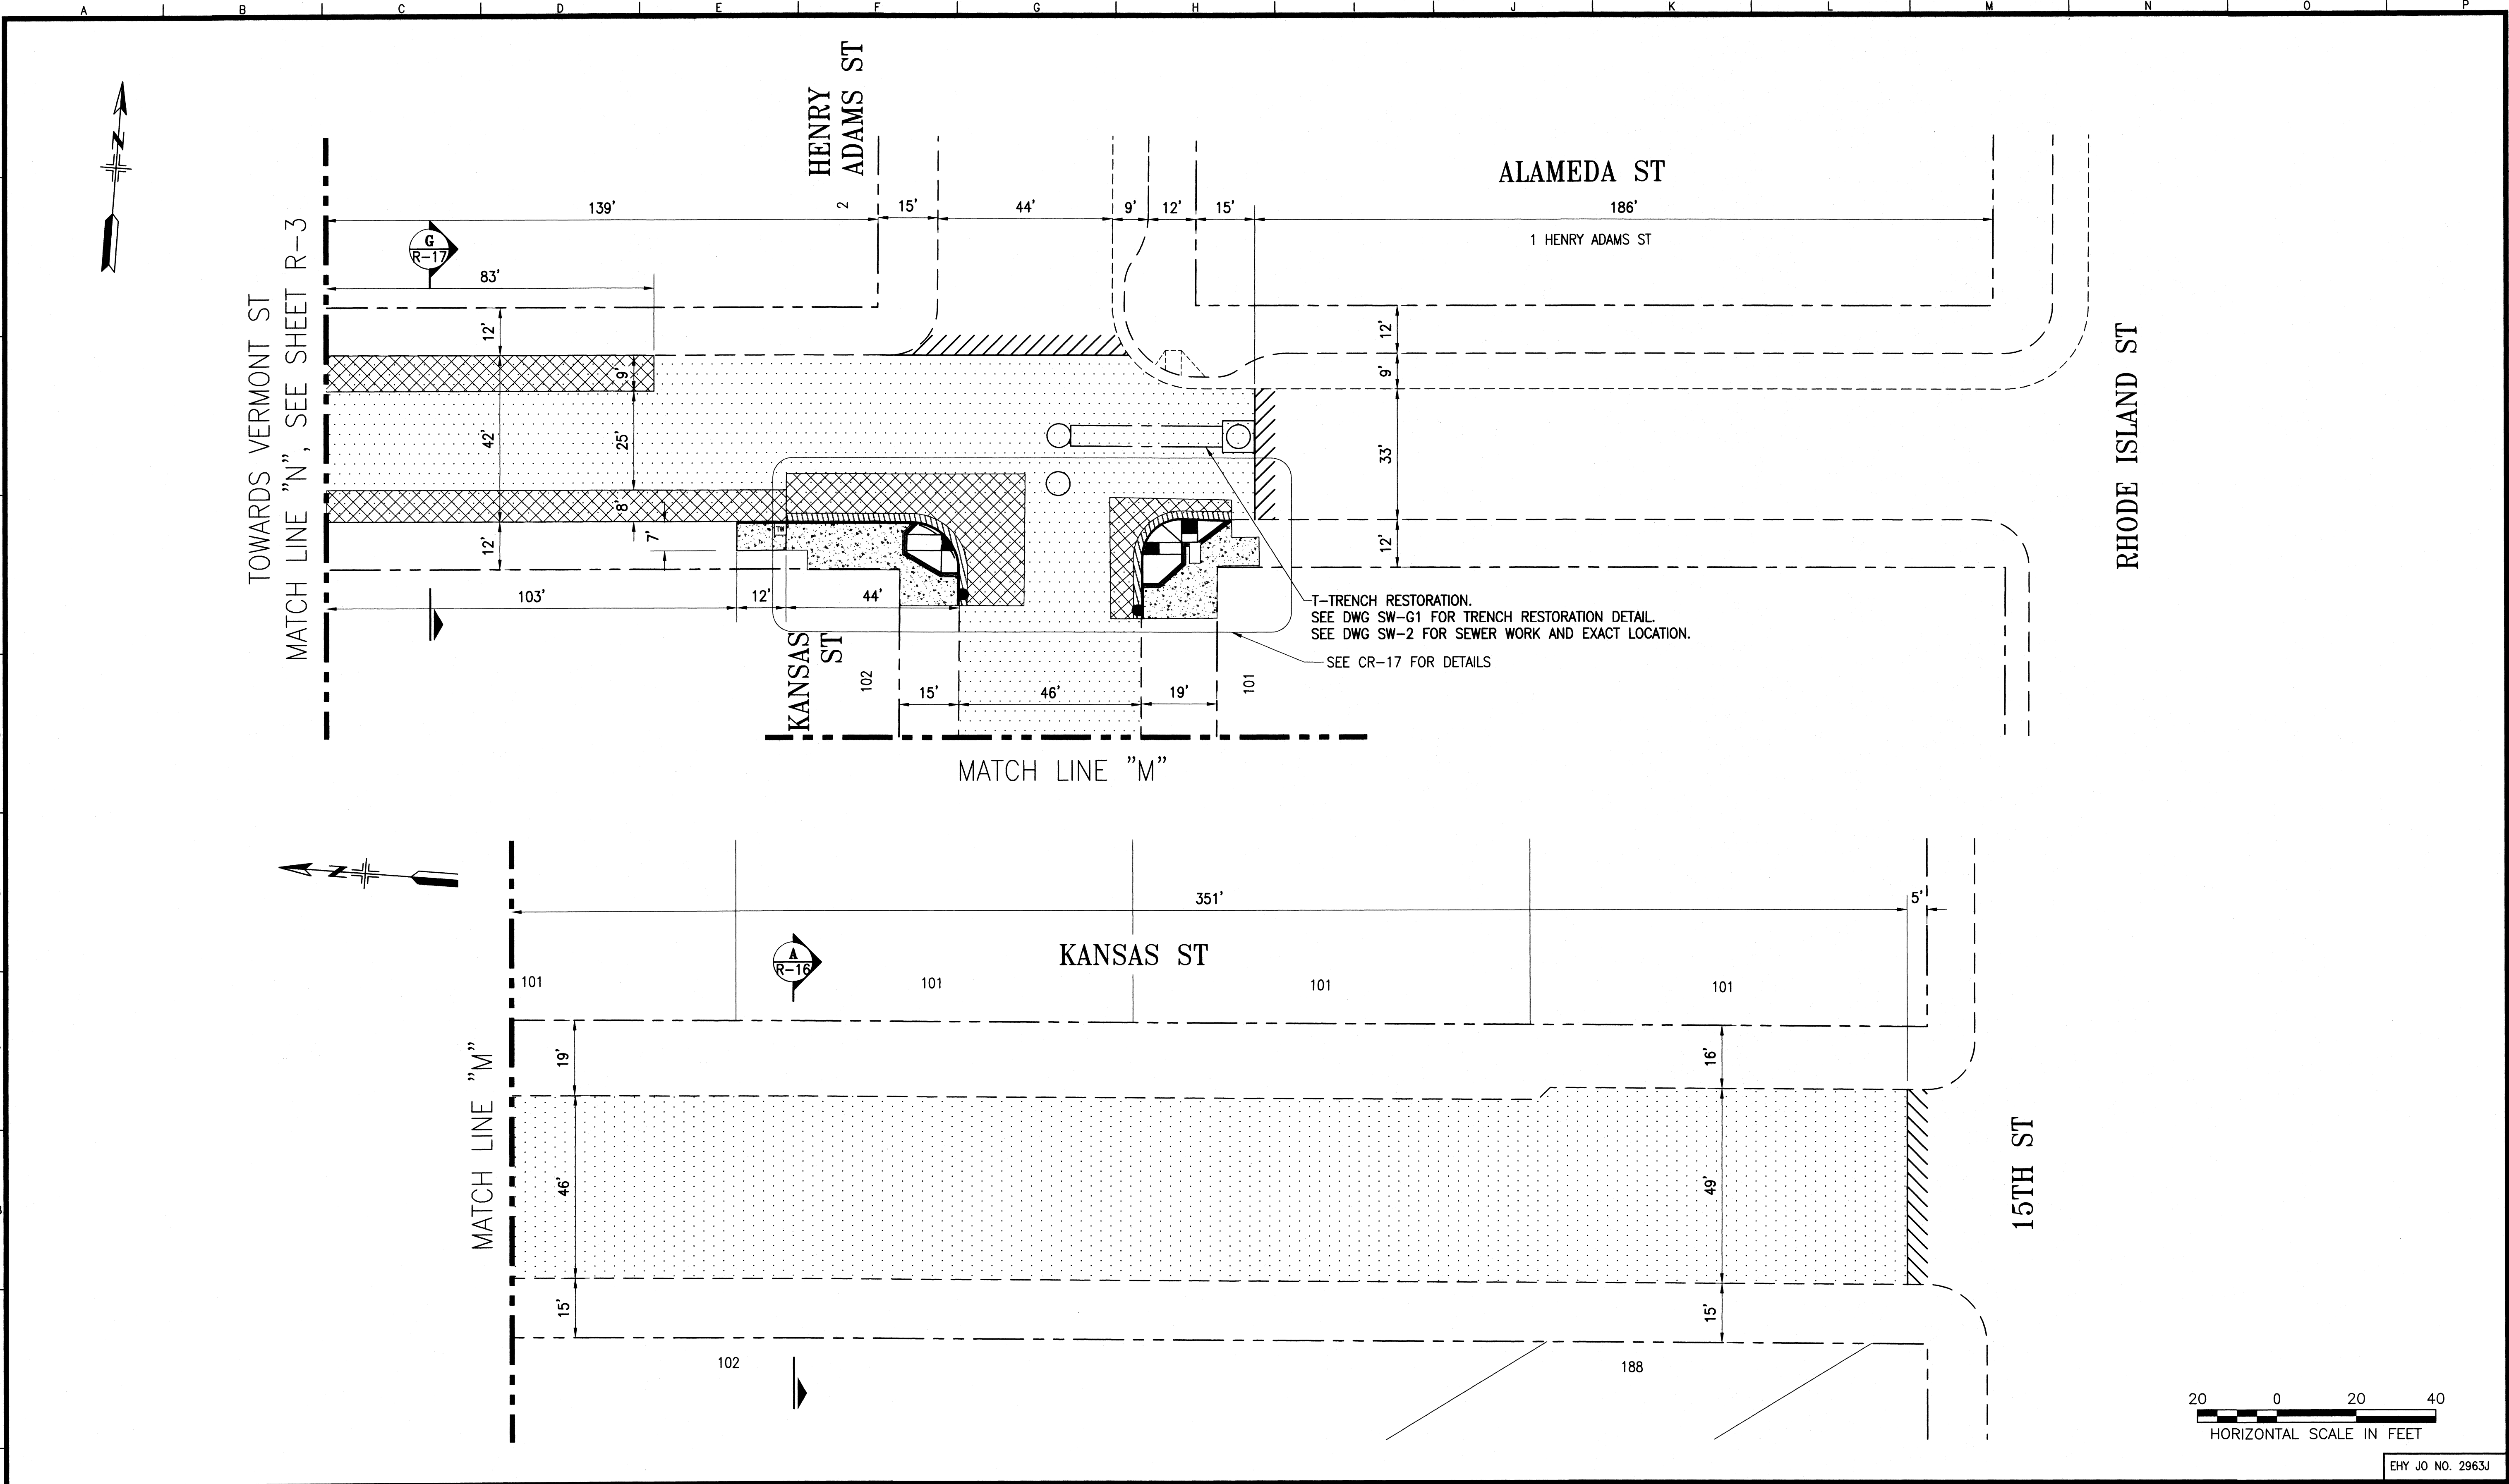 A B C D E F G H I J K L M N O P
N
HENRY
ADAMS ST
ALAMEDA ST
139'
2
15'
44'
9'
12'
15'
186'
1 HENRY ADAMS ST
G
R-17
83'
TOWARDS VERMONT ST
MATCH LINE "N", SEE SHEET R-3
12'
9'
42'
25'
8'
12'
7'
TW
12'
9'
33'
12'
RHODE ISLAND ST
103'
12'
44'
T-TRENCH RESTORATION.
SEE DWG SW-G1 FOR TRENCH RESTORATION DETAIL.
SEE DWG SW-2 FOR SEWER WORK AND EXACT LOCATION.
SEE CR-17 FOR DETAILS
KANSAS
ST
102
15'
46'
19'
101
MATCH LINE "M"
N
351'
5'
KANSAS ST
A
R-16
101
101
101
101
MATCH LINE "M"
19'
46'
15'
16'
49'
15'
15TH ST
102
188
20 0 20 40
HORIZONTAL SCALE IN FEET
EHY JO NO. 2963J